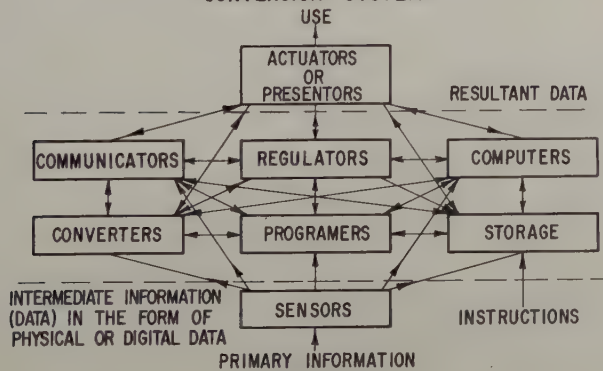 USE
ACTUATORS
OR
PRESENTORS
RESULTANT DATA
COMMUNICATORS
REGULATORS
COMPUTERS
CONVERTERS
PROGRAMERS
STORAGE
INTERMEDIATE INFORMATION
(DATA) IN THE FORM OF
PHYSICAL OR DIGITAL DATA
SENSORS
INSTRUCTIONS
PRIMARY INFORMATION